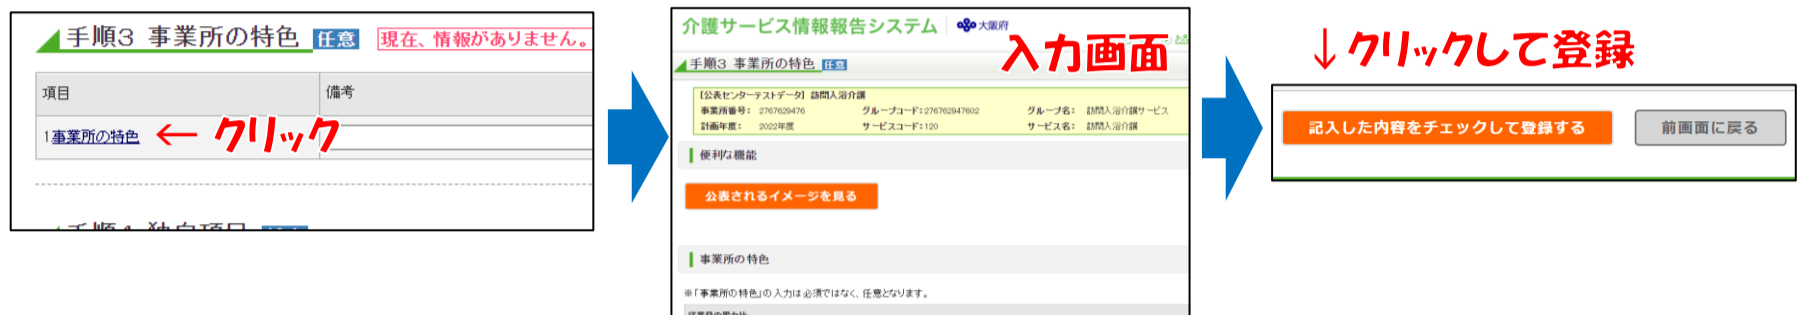 手順3 事業所の特色 任意 現在、情報がありません。
項目 備考
1 事業所の特色 ← クリック
介護サービス情報報告システム 大阪府
手順3 事業所の特色 任意 入力画面
[公表センターテストデータ] 訪問入浴介護
事業所番号: 2767629476 グループコード: 276762947602 グループ名: 訪問入浴介護サービス
計画年度: 2022年度 サービスコード: 120 サービス名: 訪問入浴介護
便利な機能
公表されるイメージを見る
事業所の特色
※「事業所の特色」の入力は必須ではなく、任意となります。
↓クリックして登録
記入した内容をチェックして登録する 前画面に戻る